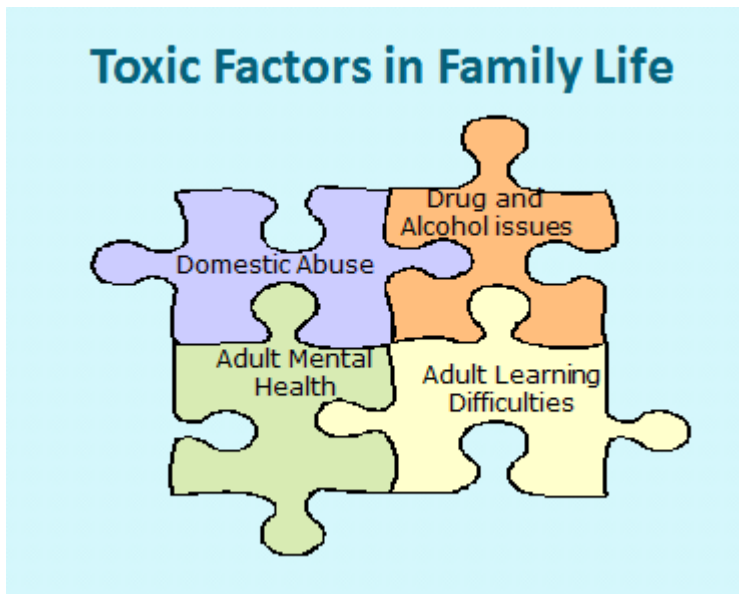 Toxic Factors in Family Life
Drug and
Alcohol issues
Domestic Abuse
Adult Mental
Health
Adult Learning
Difficulties